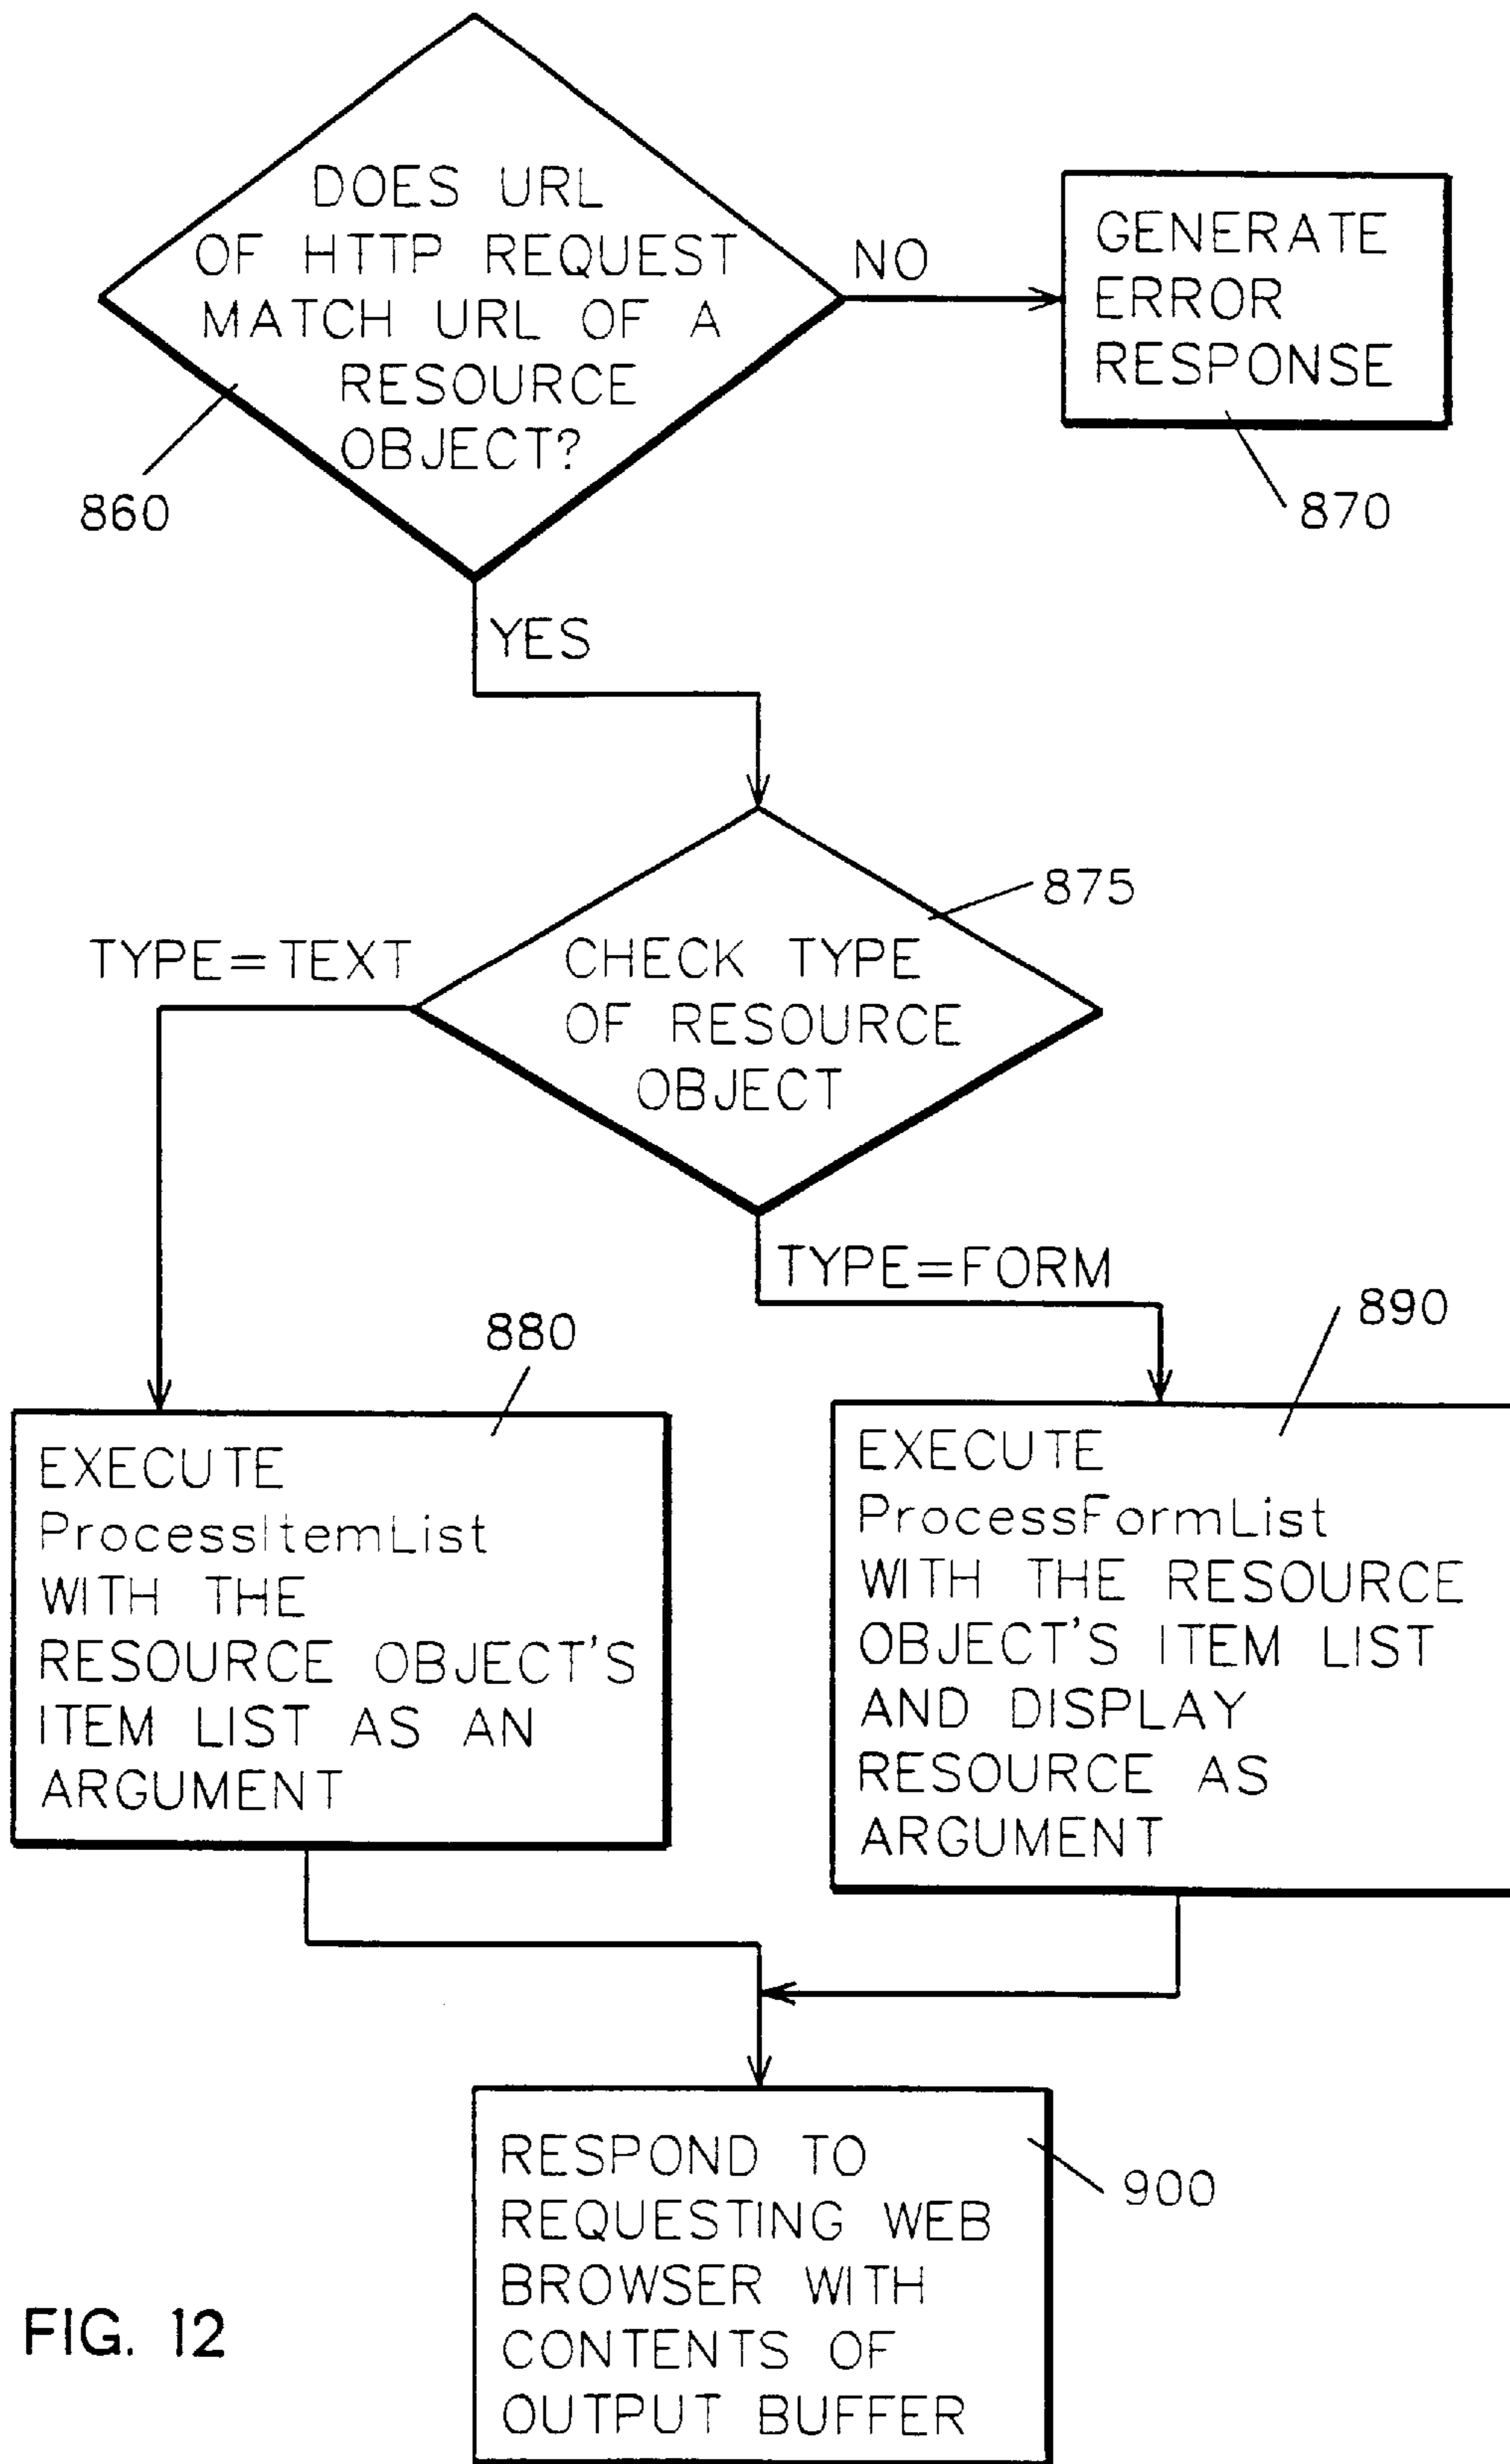 DOES URL
OF HTTP REQUEST
MATCH URL OF A
RESOURCE
OBJECT?
860
NO
GENERATE
ERROR
RESPONSE
870
YES
875
CHECK TYPE
OF RESOURCE
OBJECT
TYPE=TEXT
TYPE=FORM
880
EXECUTE
ProcessItemList
WITH THE
RESOURCE OBJECT'S
ITEM LIST AS AN
ARGUMENT
890
EXECUTE
ProcessFormList
WITH THE RESOURCE
OBJECT'S ITEM LIST
AND DISPLAY
RESOURCE AS
ARGUMENT
RESPOND TO
REQUESTING WEB
BROWSER WITH
CONTENTS OF
OUTPUT BUFFER
900
FIG. 12